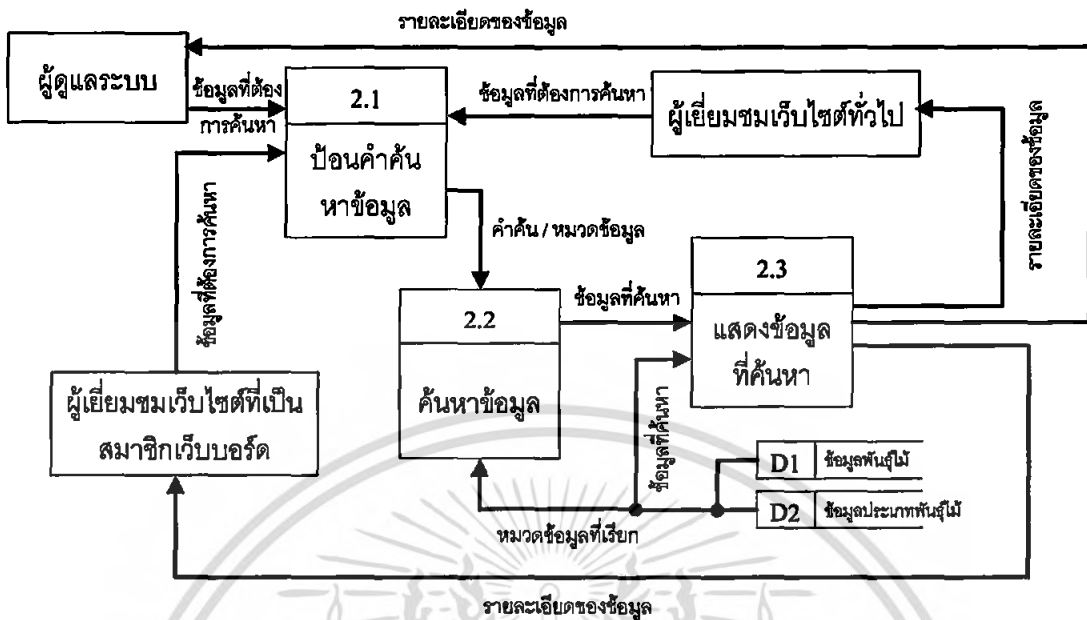 รายละเอียดของข้อมูล
ผู้ดูแลระบบ
ข้อมูลที่ต้อง
การค้นหา
2.1
ป้อนคำค้น
หาข้อมูล
ข้อมูลที่ต้องการค้นหา
ผู้เยี่ยมชมเว็บไซต์ทั่วไป
รายละเอียดของข้อมูล
ข้อมูลที่ต้องการค้นหา
คำค้น / หมวดข้อมูล
2.2
ค้นหาข้อมูล
ข้อมูลที่ค้นหา
2.3
แสดงข้อมูล
ที่ค้นหา
ผู้เยี่ยมชมเว็บไซต์ที่เป็น
สมาชิกเว็บบอร์ด
ข้อมูลที่ค้นหา
D1 ข้อมูลพันธุ์ไม้
D2 ข้อมูลประเภทพันธุ์ไม้
หมวดข้อมูลที่เรียก
รายละเอียดของข้อมูล